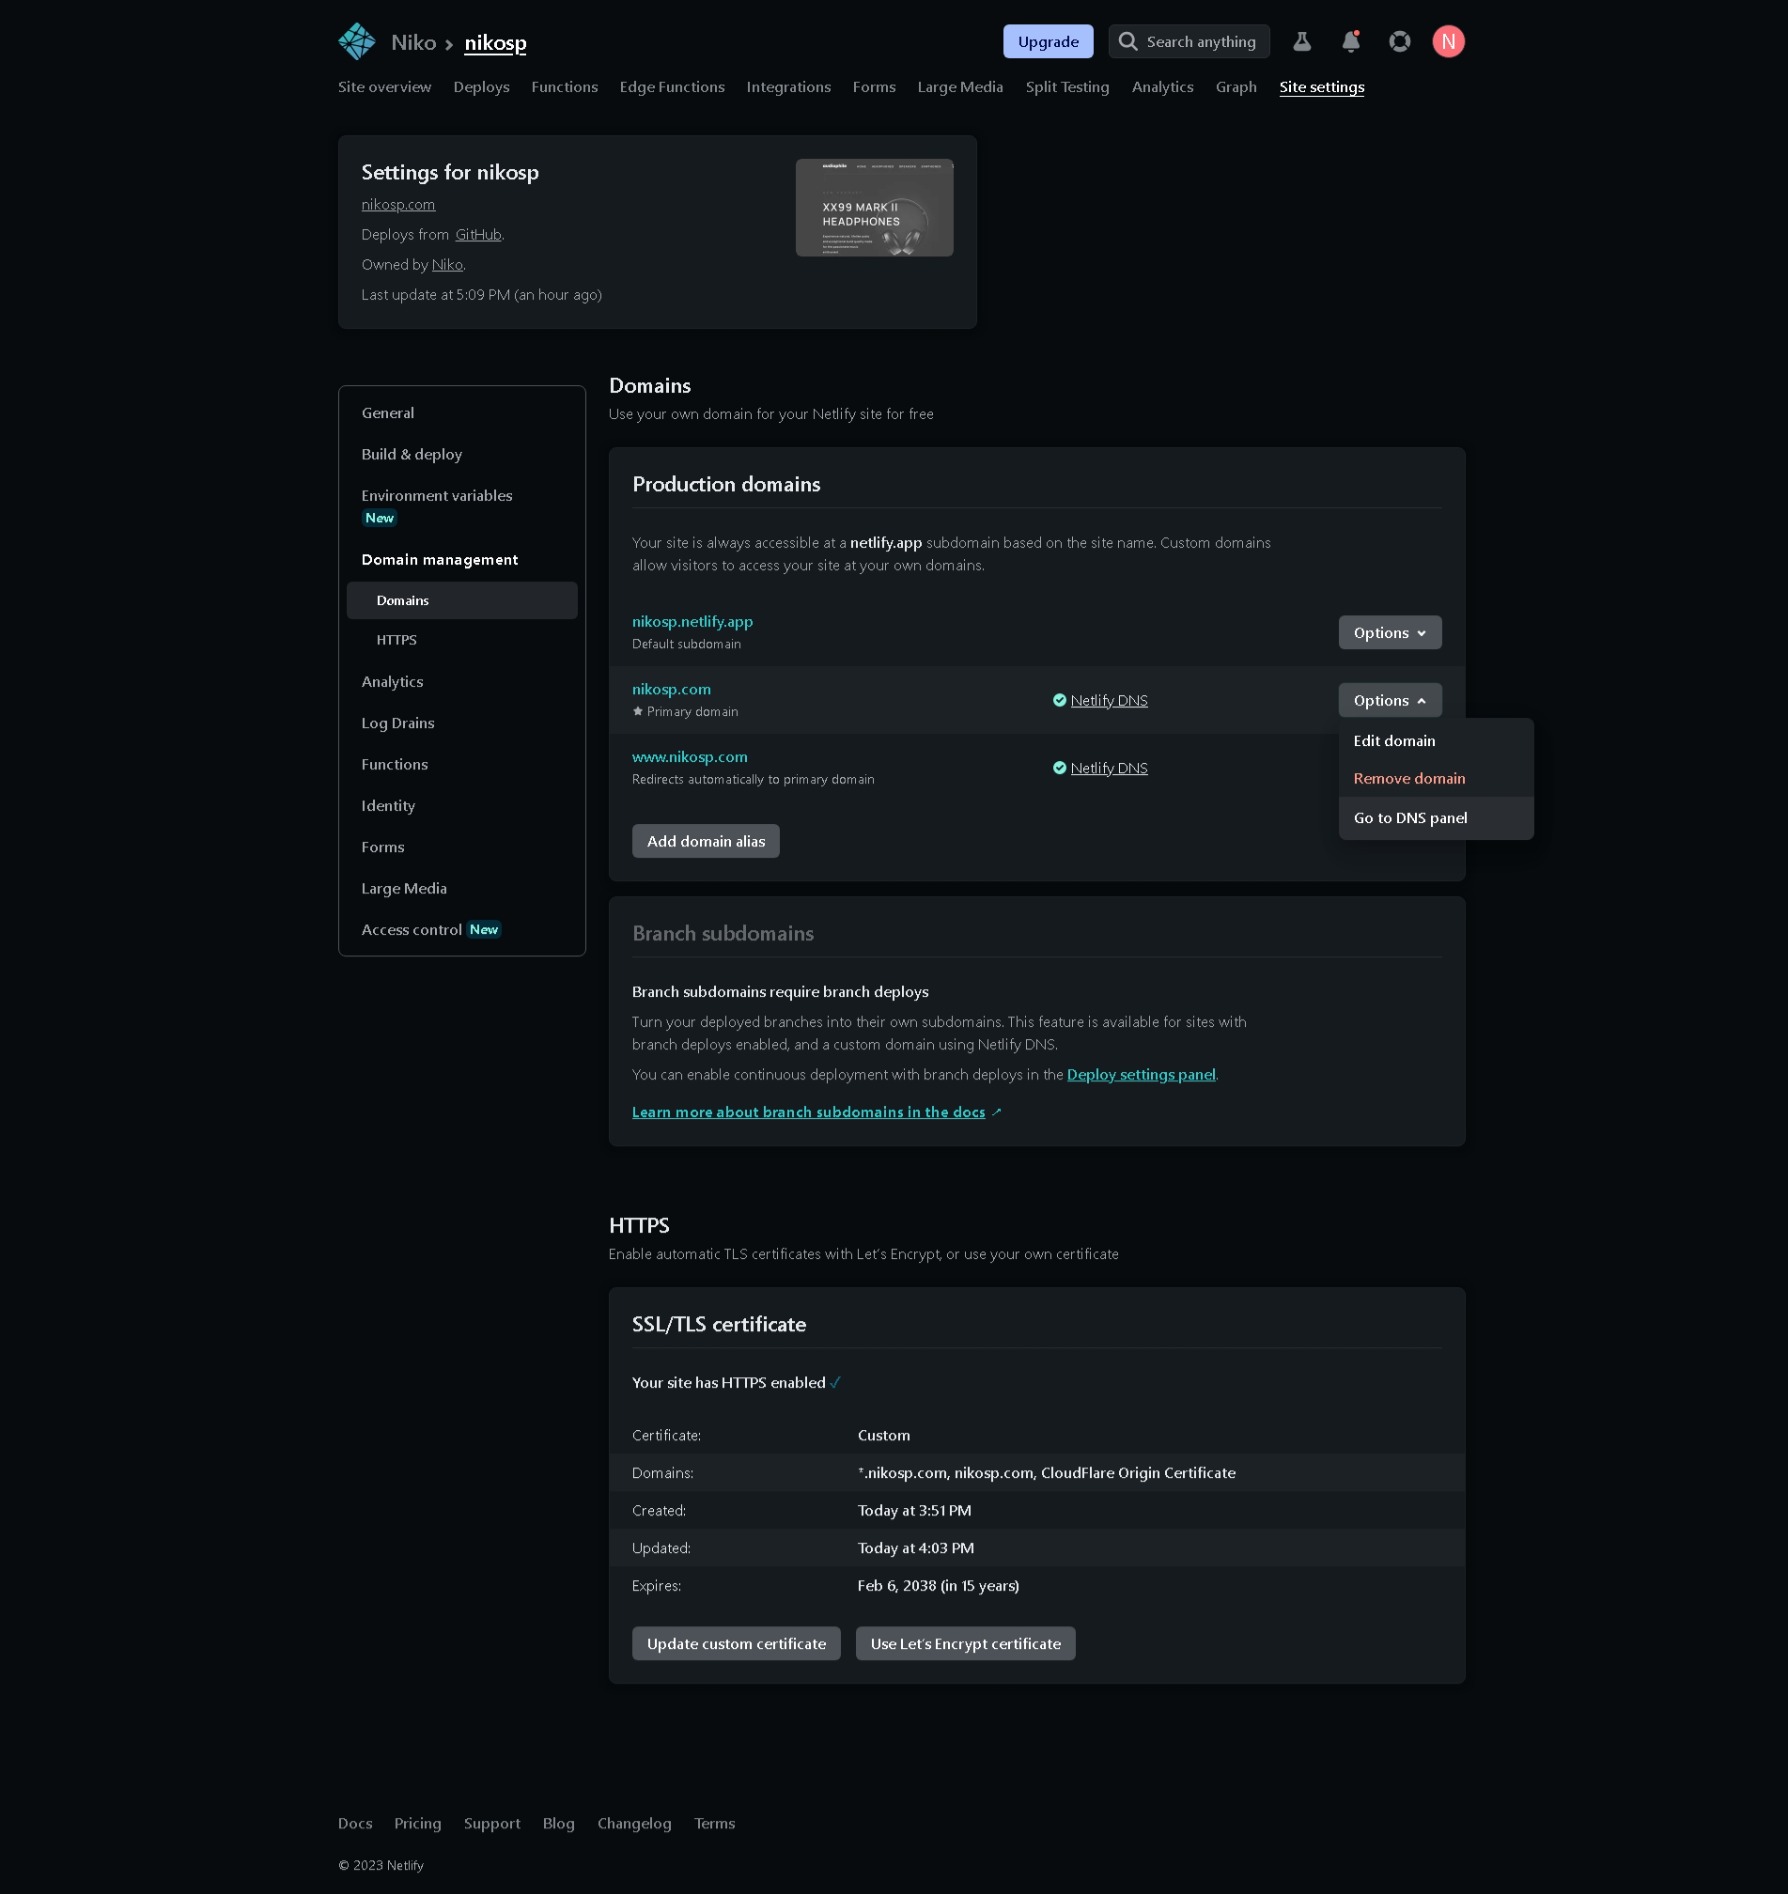 Niko › nikosp
Upgrade
Search anything
N
Site overview Deploys Functions Edge Functions Integrations Forms Large Media Split Testing Analytics Graph Site settings
Settings for nikosp
nikosp.com
Deploys from GitHub.
Owned by Niko.
Last update at 5:09 PM (an hour ago)
XX99 MARK II
HEADPHONES
General
Build & deploy
Environment variables
New
Domain management
Domains
HTTPS
Analytics
Log Drains
Functions
Identity
Forms
Large Media
Access control New
Domains
Use your own domain for your Netlify site for free
Production domains
Your site is always accessible at a netlify.app subdomain based on the site name. Custom domains
allow visitors to access your site at your own domains.
nikosp.netlify.app
Default subdomain
Options
nikosp.com
Primary domain
Netlify DNS
Options
Edit domain
Remove domain
Go to DNS panel
www.nikosp.com
Redirects automatically to primary domain
Netlify DNS
Add domain alias
Branch subdomains
Branch subdomains require branch deploys
Turn your deployed branches into their own subdomains. This feature is available for sites with
branch deploys enabled, and a custom domain using Netlify DNS.
You can enable continuous deployment with branch deploys in the Deploy settings panel.
Learn more about branch subdomains in the docs
HTTPS
Enable automatic TLS certificates with Let’s Encrypt, or use your own certificate
SSL/TLS certificate
Your site has HTTPS enabled ✓
Certificate: Custom
Domains: *.nikosp.com, nikosp.com, CloudFlare Origin Certificate
Created: Today at 3:51 PM
Updated: Today at 4:03 PM
Expires: Feb 6, 2038 (in 15 years)
Update custom certificate
Use Let’s Encrypt certificate
Docs Pricing Support Blog Changelog Terms
© 2023 Netlify